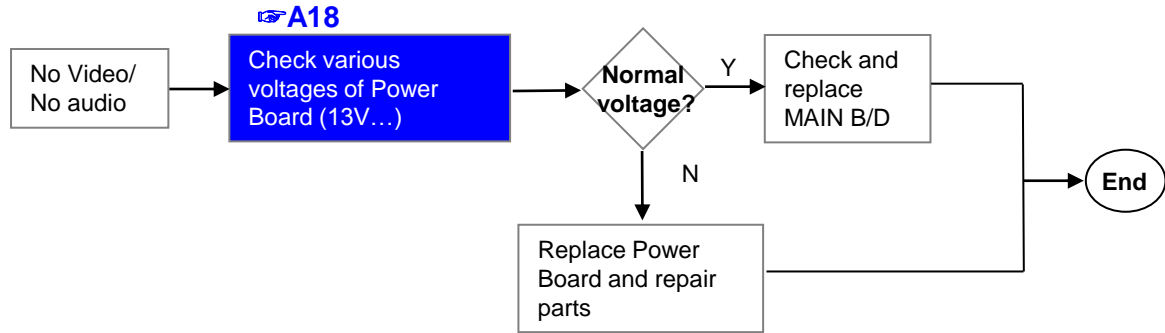 ☞A18
No Video/
No audio
Check various
voltages of Power
Board (13V…)
Normal
voltage?
Y
Check and
replace
MAIN B/D
N
Replace Power
Board and repair
parts
End